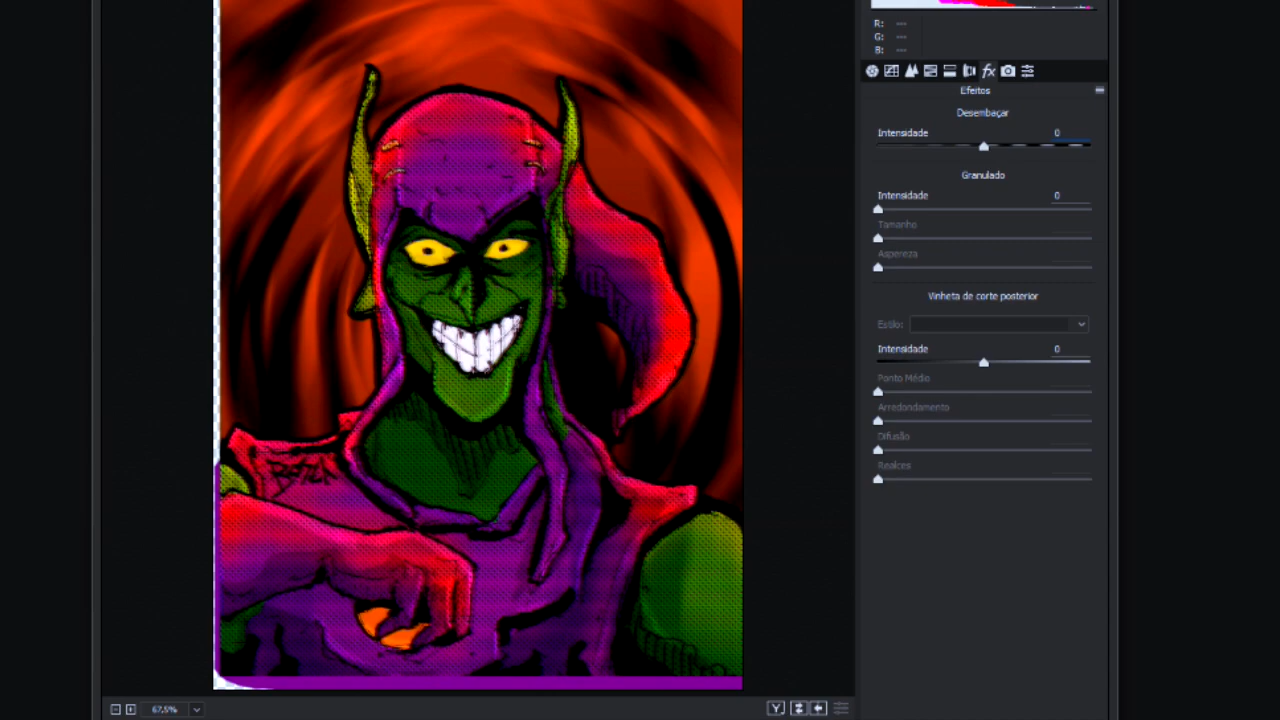 R: ---
G: ---
B: ---
fx
Efeitos
Desembaçar
Intensidade 0
Granulado
Intensidade 0
Tamanho
Aspereza
Vinheta de corte posterior
Estilo:
Intensidade 0
Ponto Médio
Arredondamento
Difusão
Realces
67,5%
Y